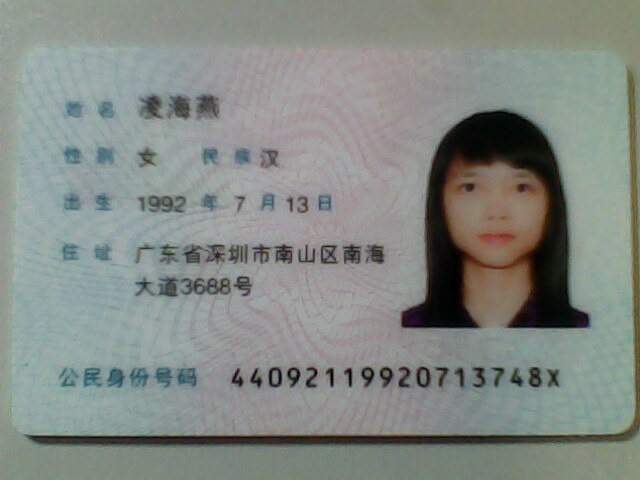 姓名 凌海燕
性别 女 民族 汉
出生 1992 年 7 月 13 日
住址 广东省深圳市南山区南海
大道3688号
公民身份号码 44092119920713748X